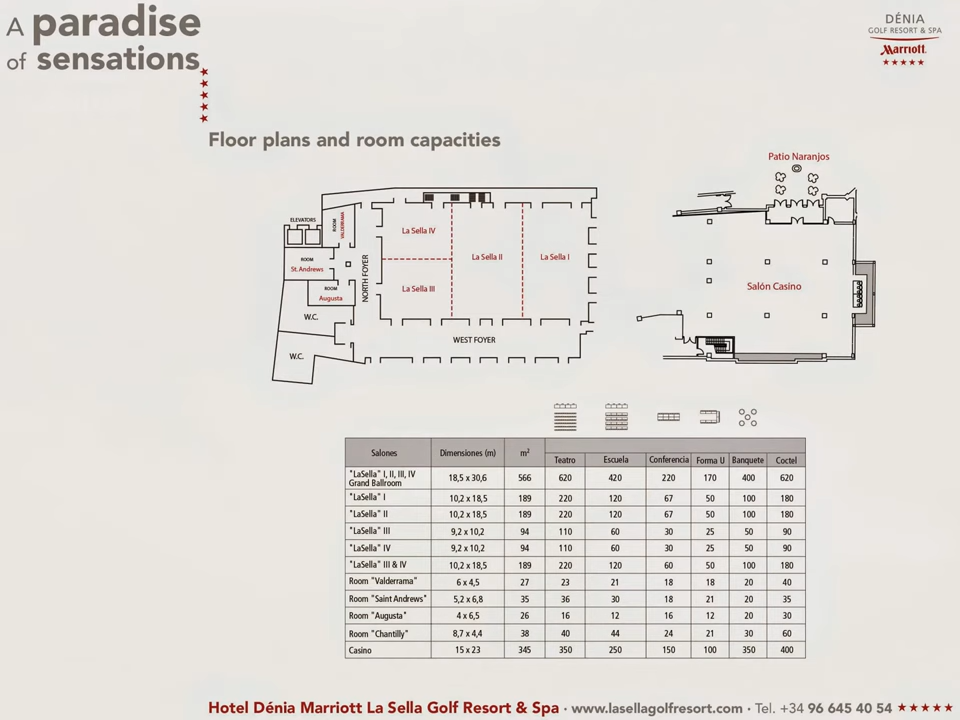 A paradise
of sensations
DÉNIA
GOLF RESORT & SPA
Marriott
Floor plans and room capacities
Patio Naranjos
ELEVATORS
ROOM
VALDERRAMA
La Sella IV
La Sella II
La Sella I
ROOM
St. Andrews
NORTH FOYER
ROOM
Augusta
La Sella III
Salón Casino
W.C.
WEST FOYER
W.C.
Salones Dimensiones (m) m² Teatro Escuela Conferencia Forma U Banquete Coctel
"LaSella" I, II, III, IV
Grand Ballroom 18,5 x 30,6 566 620 420 220 170 400 620
"LaSella" I 10,2 x 18,5 189 220 120 67 50 100 180
"LaSella" II 10,2 x 18,5 189 220 120 67 50 100 180
"LaSella" III 9,2 x 10,2 94 110 60 30 25 50 90
"LaSella" IV 9,2 x 10,2 94 110 60 30 25 50 90
"LaSella" III & IV 10,2 x 18,5 189 220 120 60 50 100 180
Room "Valderrama" 6 x 4,5 27 23 21 18 18 20 40
Room "Saint Andrews" 5,2 x 6,8 35 36 30 18 21 20 35
Room "Augusta" 4 x 6,5 26 16 12 16 12 20 30
Room "Chantilly" 8,7 x 4,4 38 40 44 24 21 30 60
Casino 15 x 23 345 350 250 150 100 350 400
Hotel Dénia Marriott La Sella Golf Resort & Spa · www.lasellagolfresort.com · Tel. +34 96 645 40 54